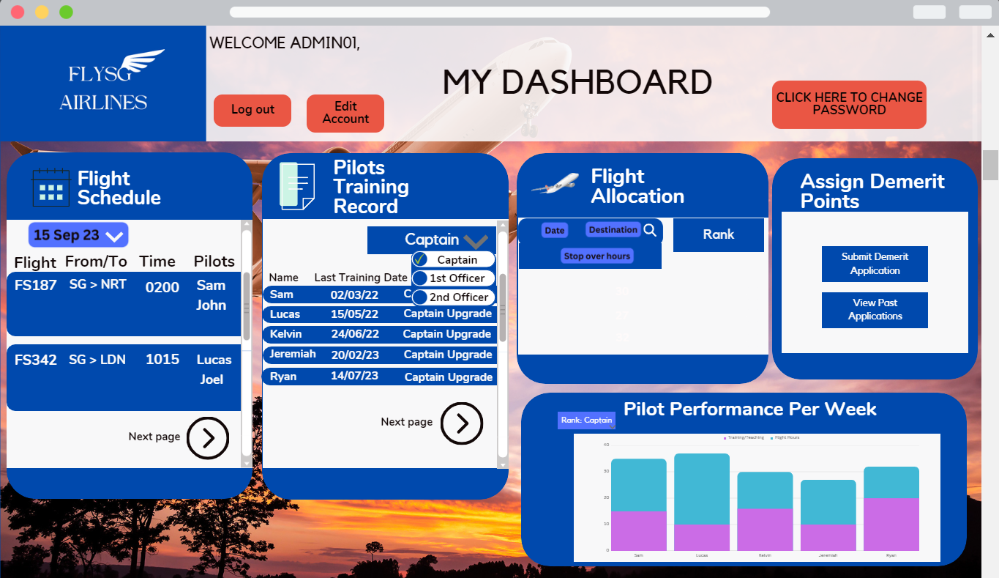 WELCOME ADMIN01,
FLYSG
AIRLINES
MY DASHBOARD
Log out
Edit
Account
CLICK HERE TO CHANGE
PASSWORD
Flight
Schedule
15 Sep 23
Flight From/To Time Pilots
FS187 SG > NRT 0200 Sam
John
FS342 SG > LDN 1015 Lucas
Joel
Next page
Pilots
Training
Record
Captain
Captain
1st Officer
2nd Officer
Name Last Training Date
Sam 02/03/22 C
Lucas 15/05/22 Captain Upgrade
Kelvin 24/06/22 Captain Upgrade
Jeremiah 20/02/23 Captain Upgrade
Ryan 14/07/23 Captain Upgrade
Next page
Flight
Allocation
Date Destination
Stop over hours
Rank
Assign Demerit
Points
Submit Demerit
Application
View Past
Applications
Pilot Performance Per Week
Rank: Captain
Training/Teaching Flight Hours
40
30
20
10
0
Sam Lucas Kelvin Jeremiah Ryan